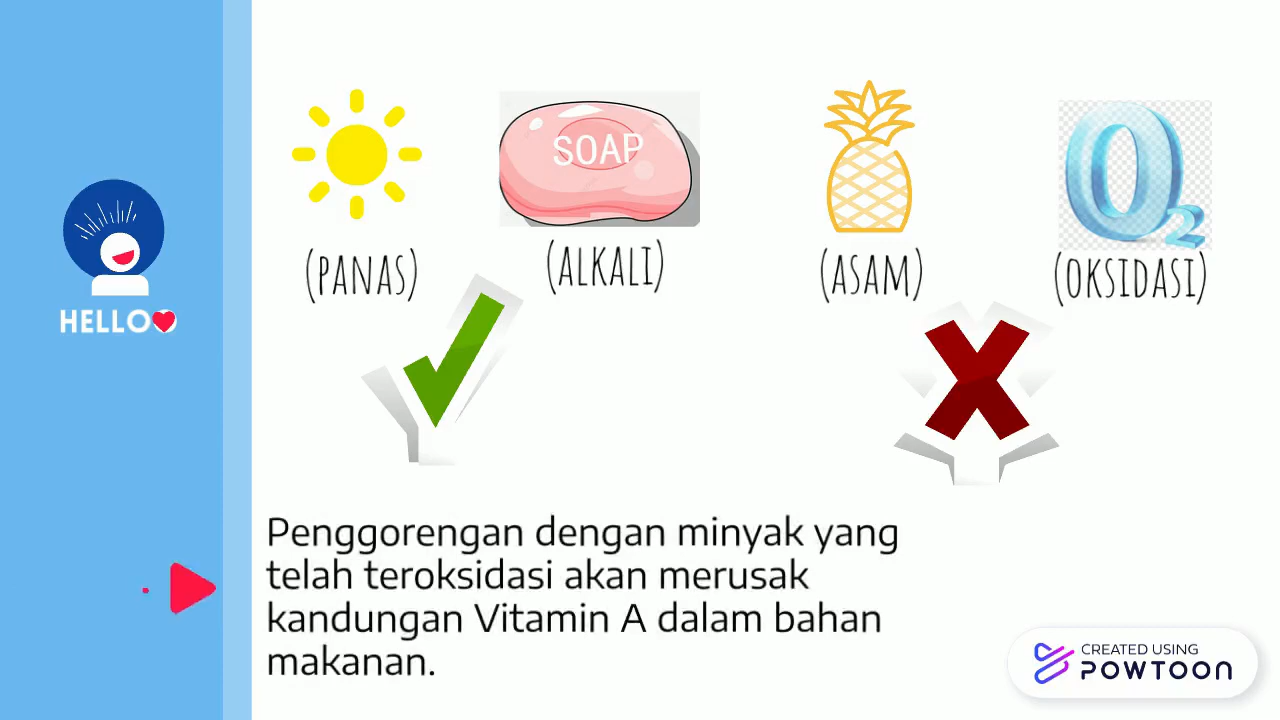 SOAP
O2
(PANAS)
(ALKALI)
(ASAM)
(OKSIDASI)
HELLO
Penggorengan dengan minyak yang
telah teroksidasi akan merusak
kandungan Vitamin A dalam bahan
makanan.
CREATED USING
POWTOON